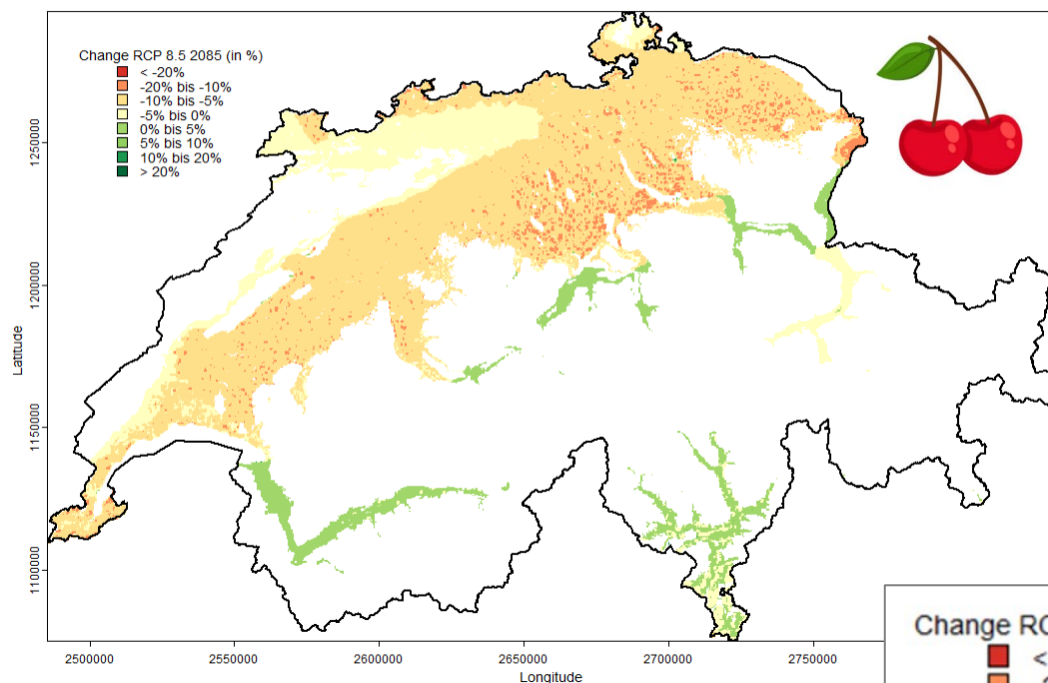 Change RCP 8.5 2085 (in %)
< -20%
-20% bis -10%
-10% bis -5%
-5% bis 0%
0% bis 5%
5% bis 10%
10% bis 20%
> 20%
Latitude
1250000
1200000
1150000
1100000
2500000 2550000 2600000 2650000 2700000 2750000
Longitude
Change RC
<